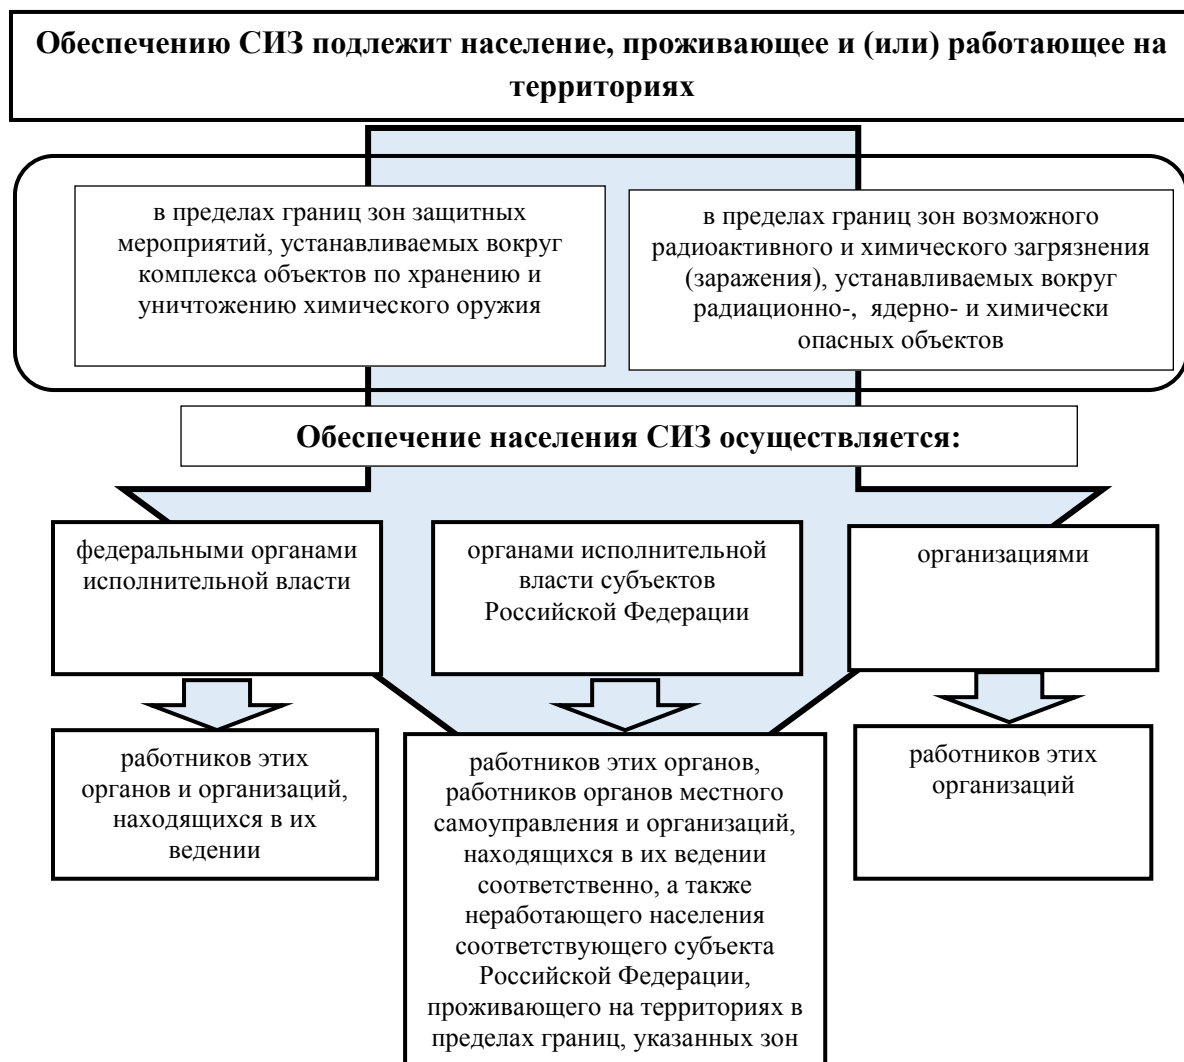 Обеспечению СИЗ подлежит население, проживающее и (или) работающее на
территориях
в пределах границ зон защитных
мероприятий, устанавливаемых вокруг
комплекса объектов по хранению и
уничтожению химического оружия
в пределах границ зон возможного
радиоактивного и химического загрязнения
(заражения), устанавливаемых вокруг
радиационно-, ядерно- и химически
опасных объектов
Обеспечение населения СИЗ осуществляется:
федеральными органами
исполнительной власти
органами исполнительной
власти субъектов
Российской Федерации
организациями
работников этих
органов и организаций,
находящихся в их
ведении
работников этих органов,
работников органов местного
самоуправления и организаций,
находящихся в их ведении
соответственно, а также
неработающего населения
соответствующего субъекта
Российской Федерации,
проживающего на территориях в
пределах границ, указанных зон
работников этих
организаций